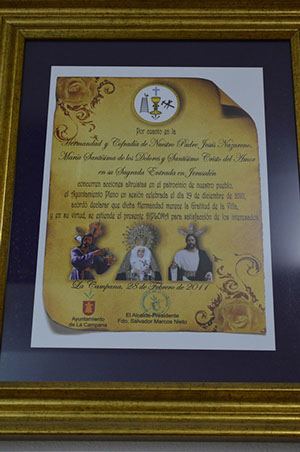 Por cuanto en la
Hermandad y Cofradía de Nuestro Padre Jesús Nazareno,
María Santísima de los Dolores y Santísimo Cristo del Amor
en su Sagrada Entrada en Jerusalén
concurren acciones altruistas en el patrocinio de nuestro pueblo,
el Ayuntamiento Pleno en sesión celebrada el día 29 de diciembre de 2010,
acordó declarar que dicha Hermandad merece la Gratitud de la Villa,
y en su virtud, se extiende el presente DIPLOMA para satisfacción de los interesados.
La Campana, 28 de Febrero de 2011
Ayuntamiento
de La Campana
El Alcalde-Presidente
Fdo. Salvador Marcos Nieto